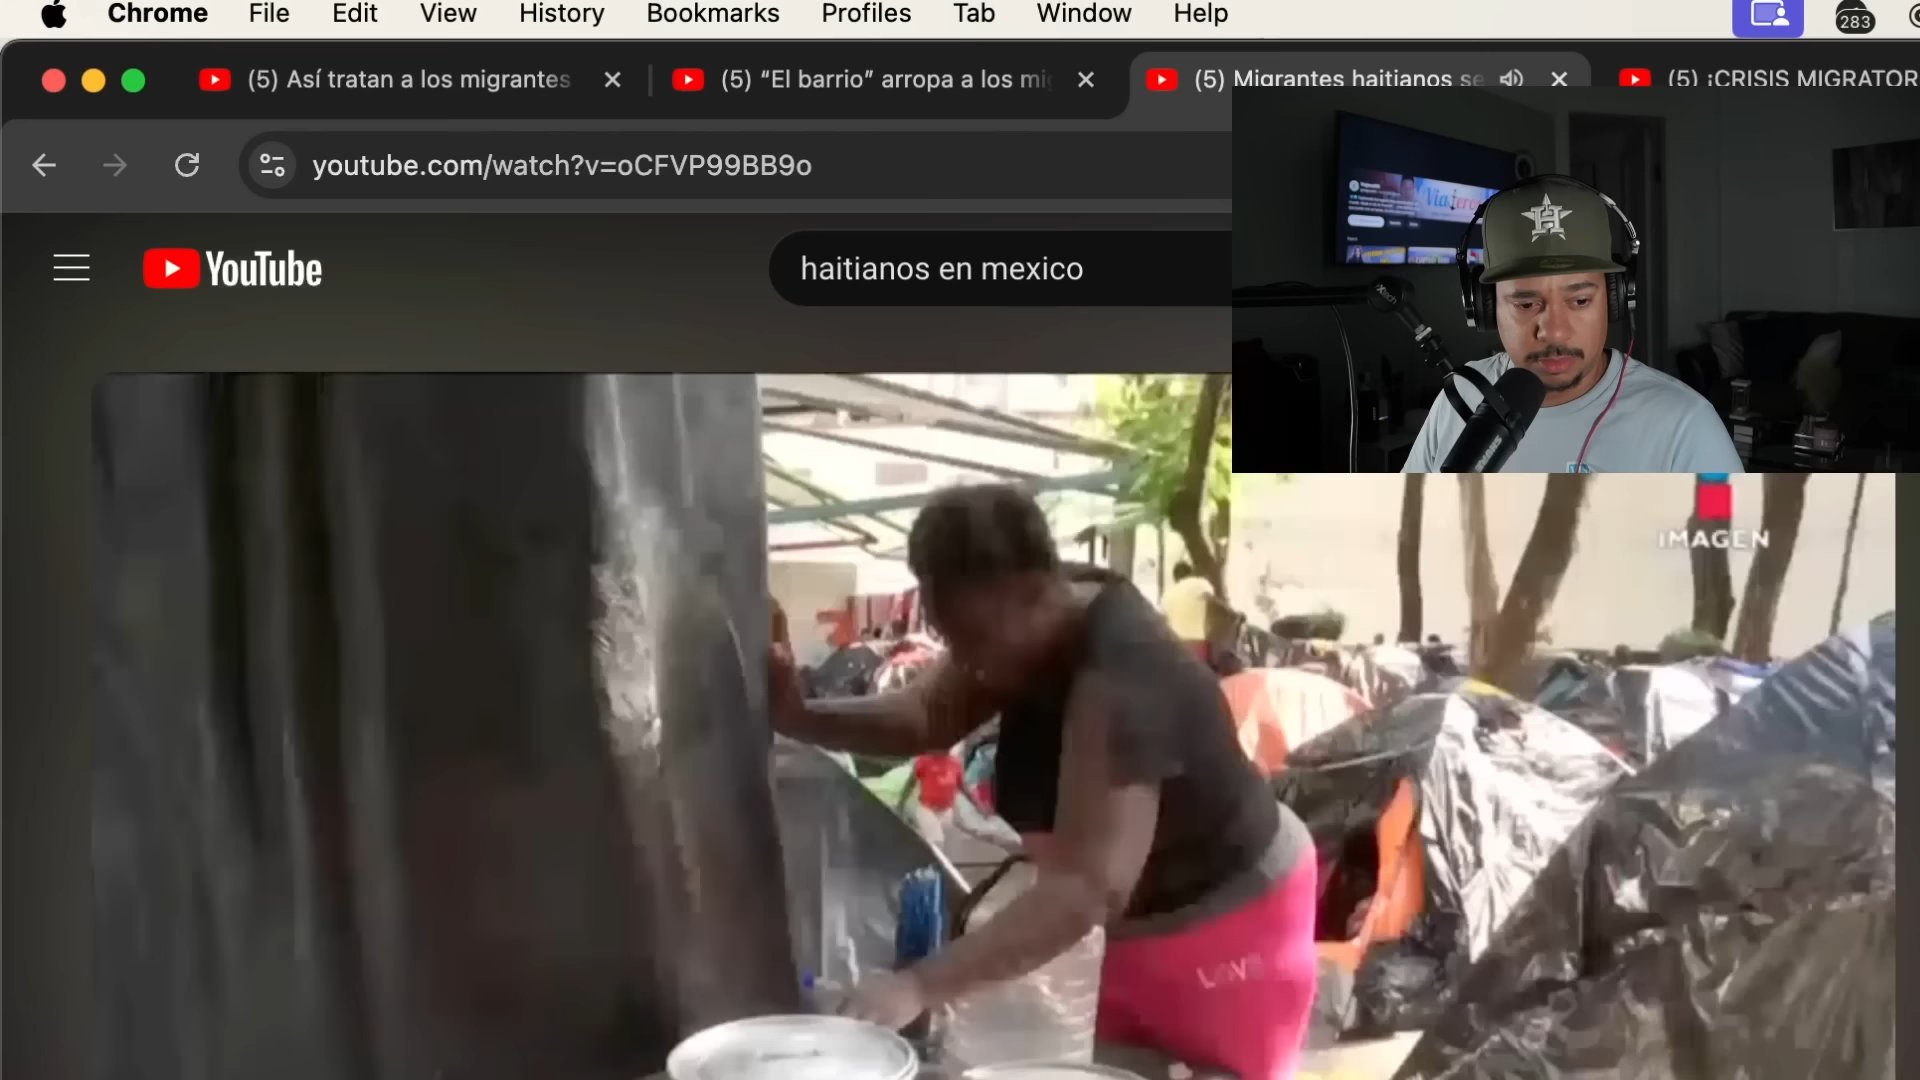 Chrome File Edit View History Bookmarks Profiles Tab Window Help
283
(5) Así tratan a los migrantes
(5) “El barrio” arropa a los mi
(5) Migrantes haitianos se
(5) ¡CRISIS MIGRATOR
youtube.com/watch?v=oCFVP99BB9o
YouTube
haitianos en mexico
IMAGEN
LOVE